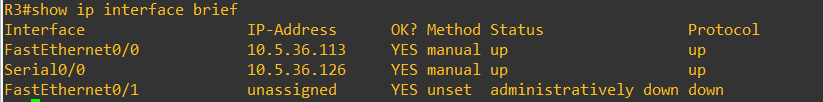 R3#show ip interface brief
Interface IP-Address OK? Method Status Protocol
FastEthernet0/0 10.5.36.113 YES manual up up
Serial0/0 10.5.36.126 YES manual up up
FastEthernet0/1 unassigned YES unset administratively down down